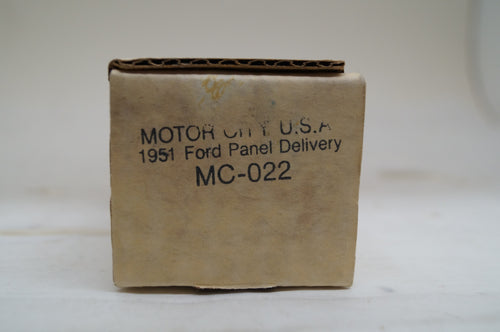 MOTOR CITY U.S.A
1951 Ford Panel Delivery
MC-022